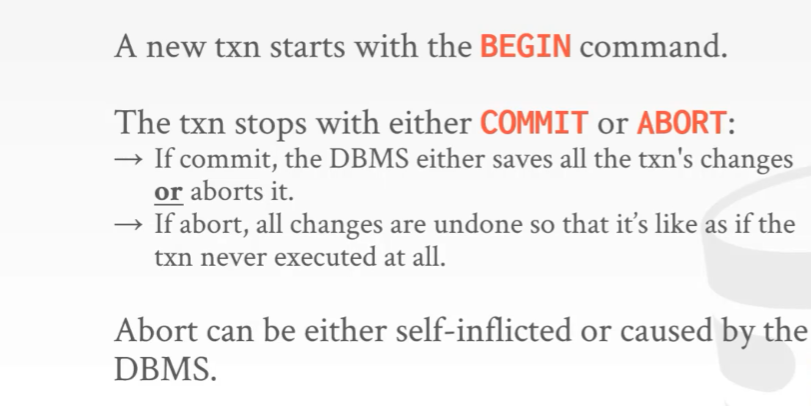 A new txn starts with the BEGIN command.
The txn stops with either COMMIT or ABORT:
→ If commit, the DBMS either saves all the txn's changes
or aborts it.
→ If abort, all changes are undone so that it’s like as if the
txn never executed at all.
Abort can be either self-inflicted or caused by the
DBMS.